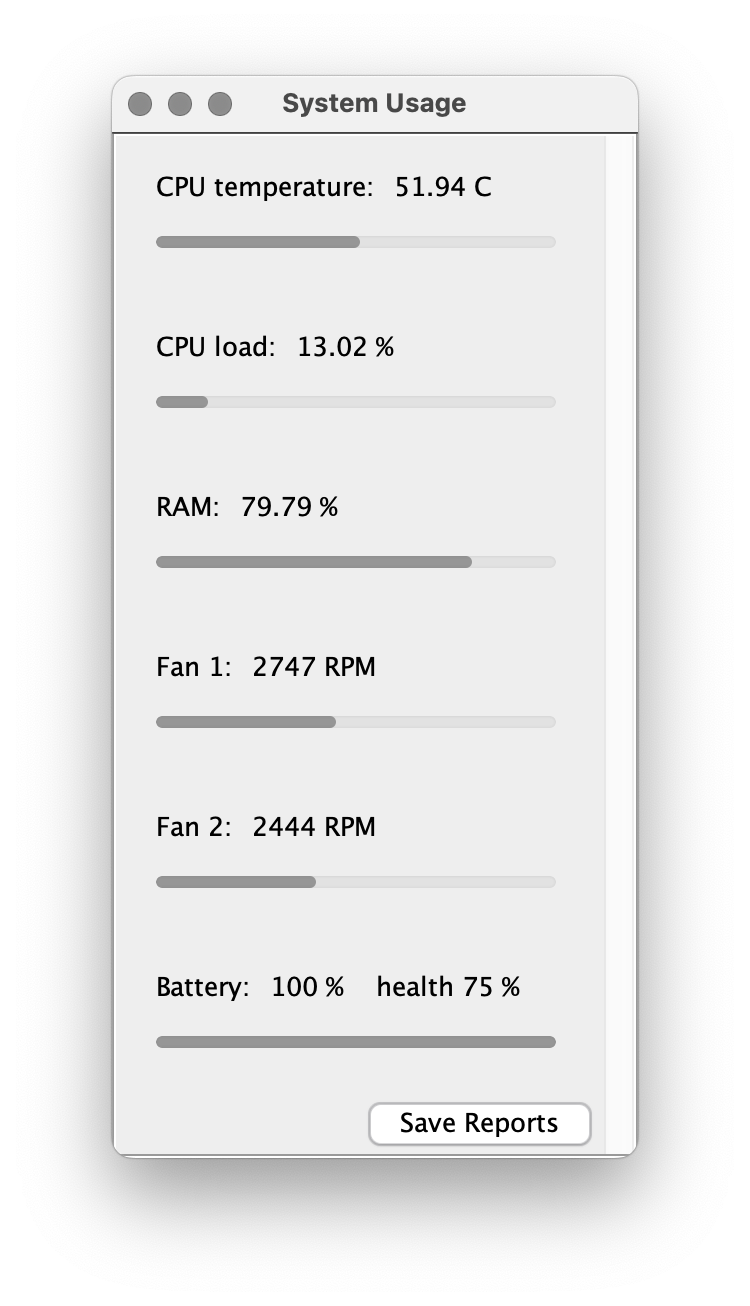 System Usage
CPU temperature: 51.94 C
CPU load: 13.02 %
RAM: 79.79 %
Fan 1: 2747 RPM
Fan 2: 2444 RPM
Battery: 100 % health 75 %
Save Reports